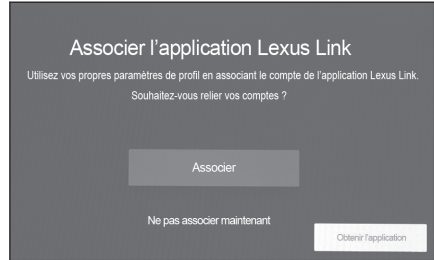 Associer l’application Lexus Link
Utilisez vos propres paramètres de profil en associant le compte de l’application Lexus Link.
Souhaitez-vous relier vos comptes ?
Associer
Ne pas associer maintenant
Obtenir l’application